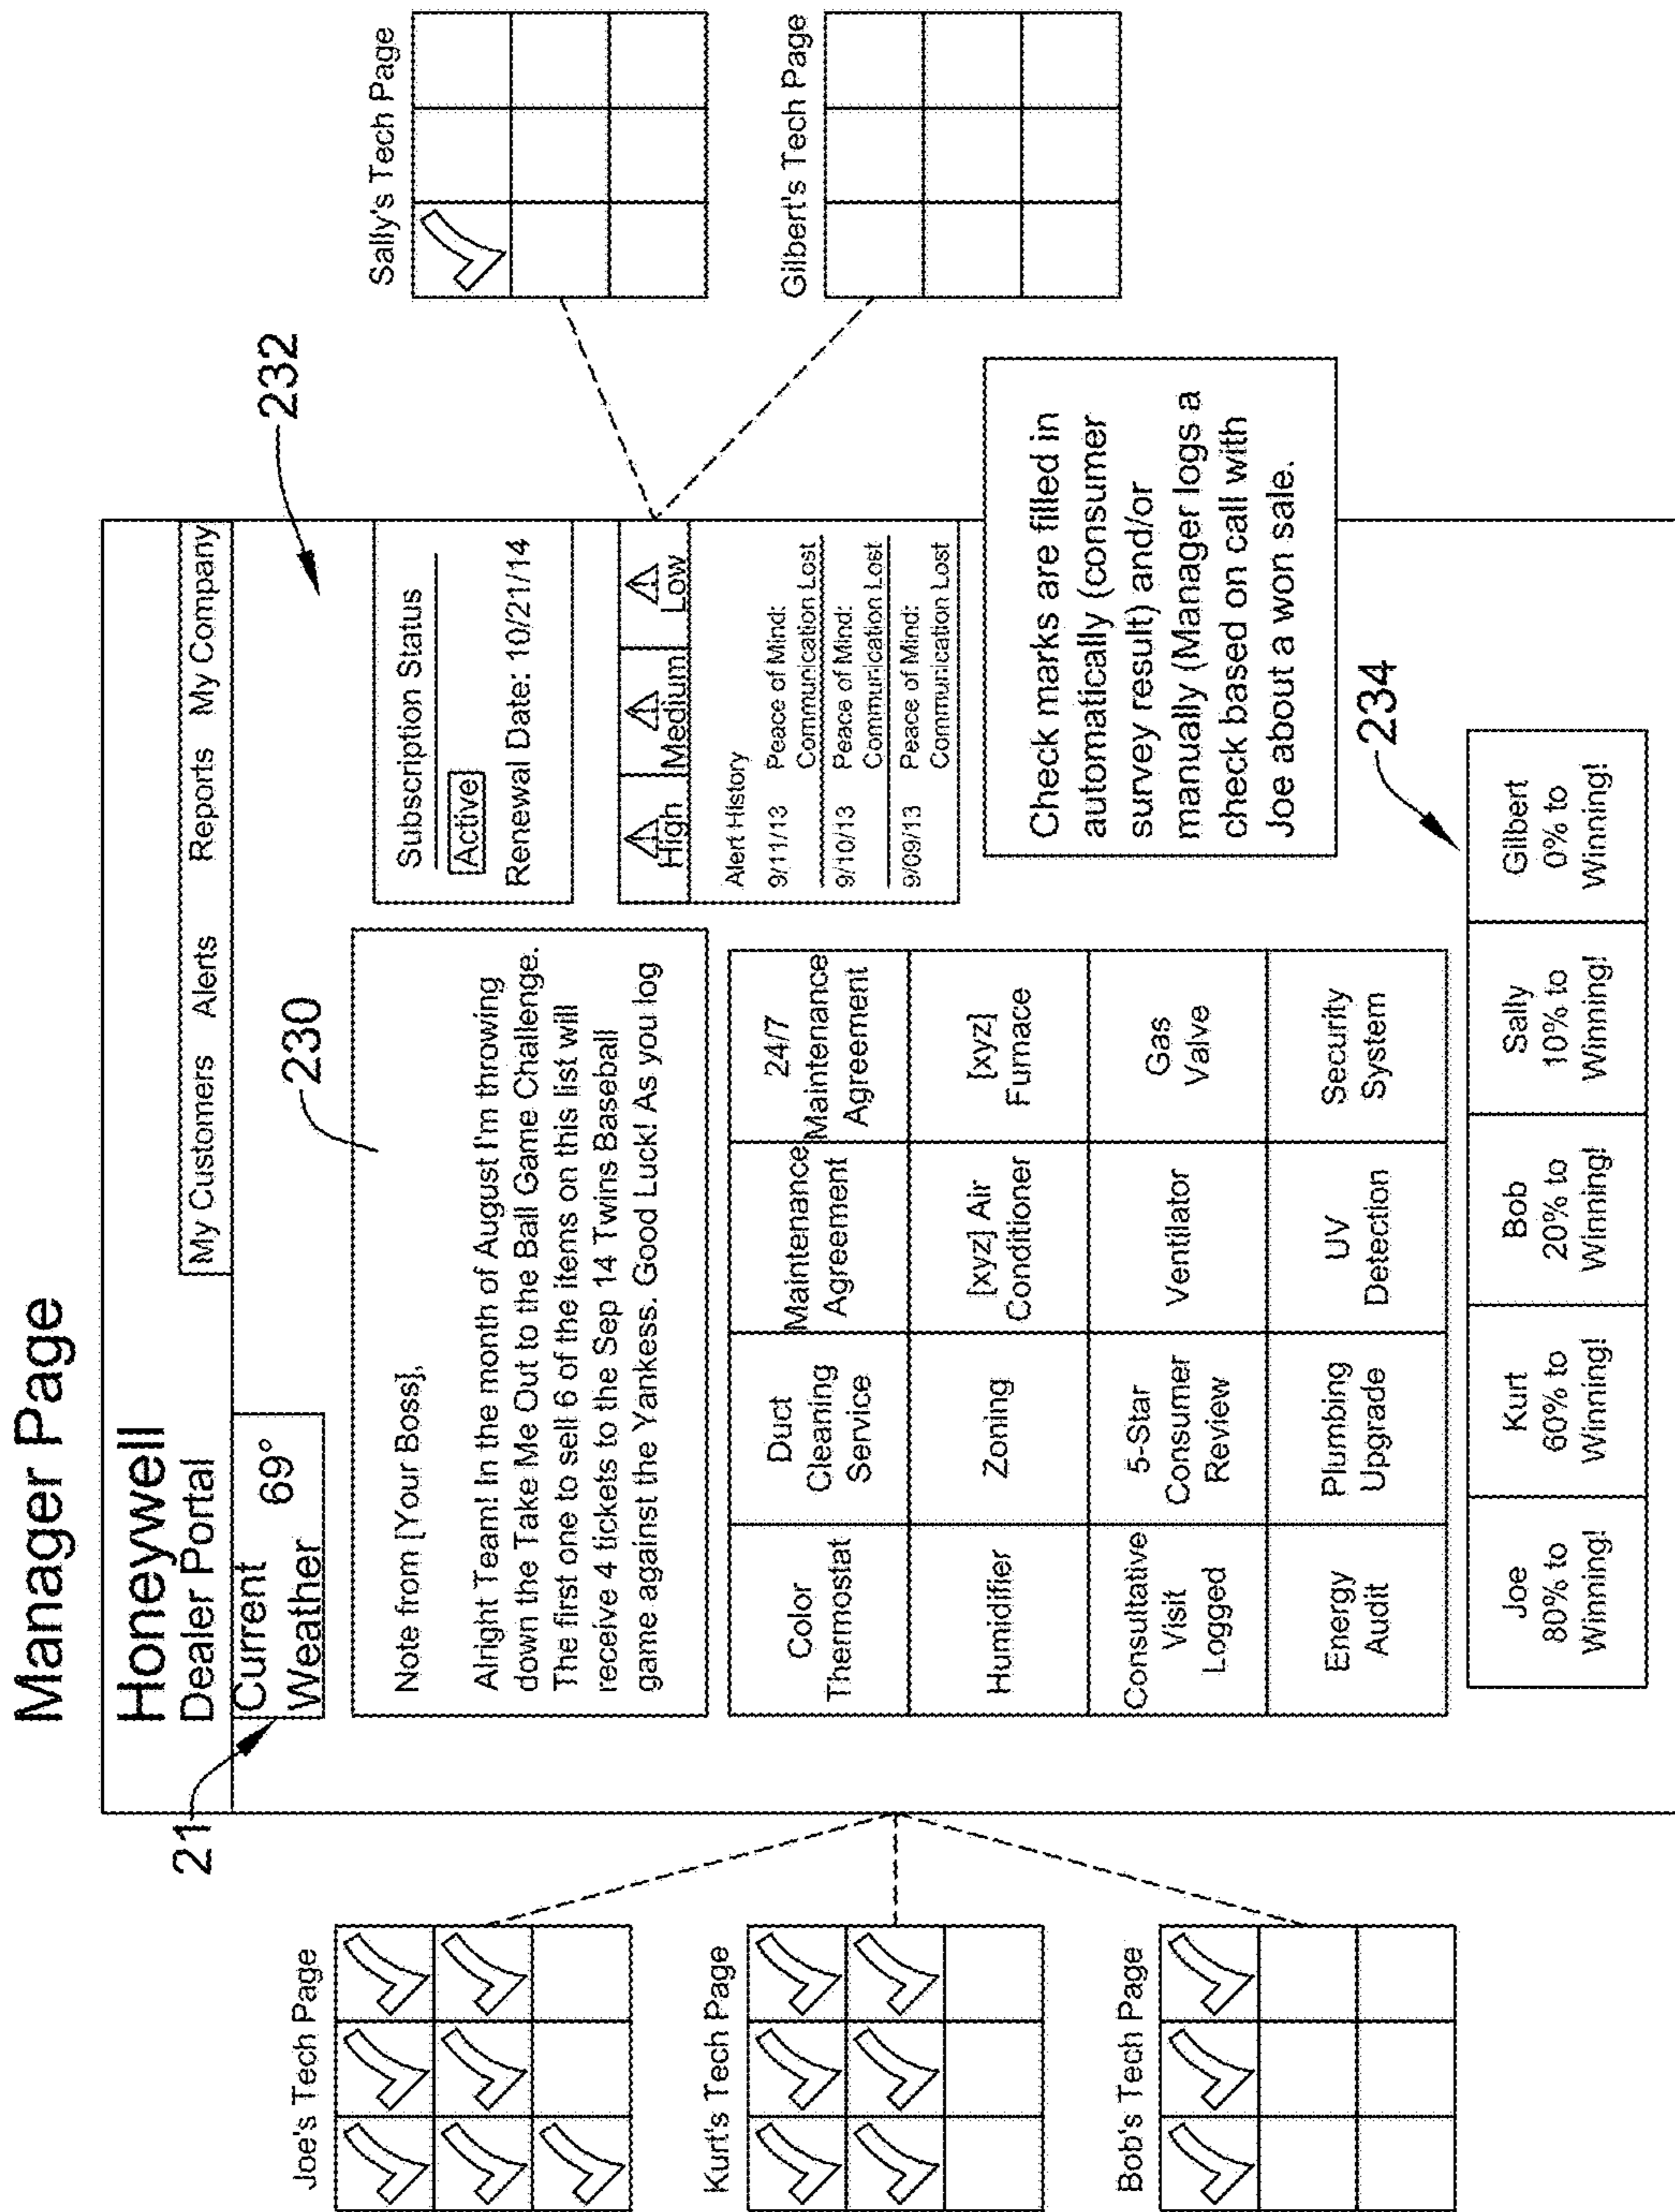 Manager Page
Honeywell
Dealer Portal
My Customers Alerts Reports My Company
21
Current
Weather
69°
230
232
Note from [Your Boss],
Alright Team! In the month of August I'm throwing
down the Take Me Out to the Ball Game Challenge.
The first one to sell 6 of the items on this list will
receive 4 tickets to the Sep 14 Twins Baseball
game against the Yankess. Good Luck! As you log
Subscription Status
Active
Renewal Date: 10/21/14
High
Medium
Low
Alert History
9/11/13 Peace of Mind:
Communication Lost
9/10/13 Peace of Mind:
Communication Lost
9/09/13 Peace of Mind:
Communication Lost
Color
Thermostat
Duct
Cleaning
Service
Maintenance
Agreement
24/7
Maintenance
Agreement
Humidifier
Zoning
[xyz] Air
Conditioner
[xyz]
Furnace
Consultative
Visit
Logged
5-Star
Consumer
Review
Ventilator
Gas
Valve
Energy
Audit
Plumbing
Upgrade
UV
Detection
Security
System
Check marks are filled in
automatically (consumer
survey result) and/or
manually (Manager logs a
check based on call with
Joe about a won sale.
234
Joe
80% to
Winning!
Kurt
60% to
Winning!
Bob
20% to
Winning!
Sally
10% to
Winning!
Gilbert
0% to
Winning!
Joe's Tech Page
Kurt's Tech Page
Bob's Tech Page
Sally's Tech Page
Gilbert's Tech Page